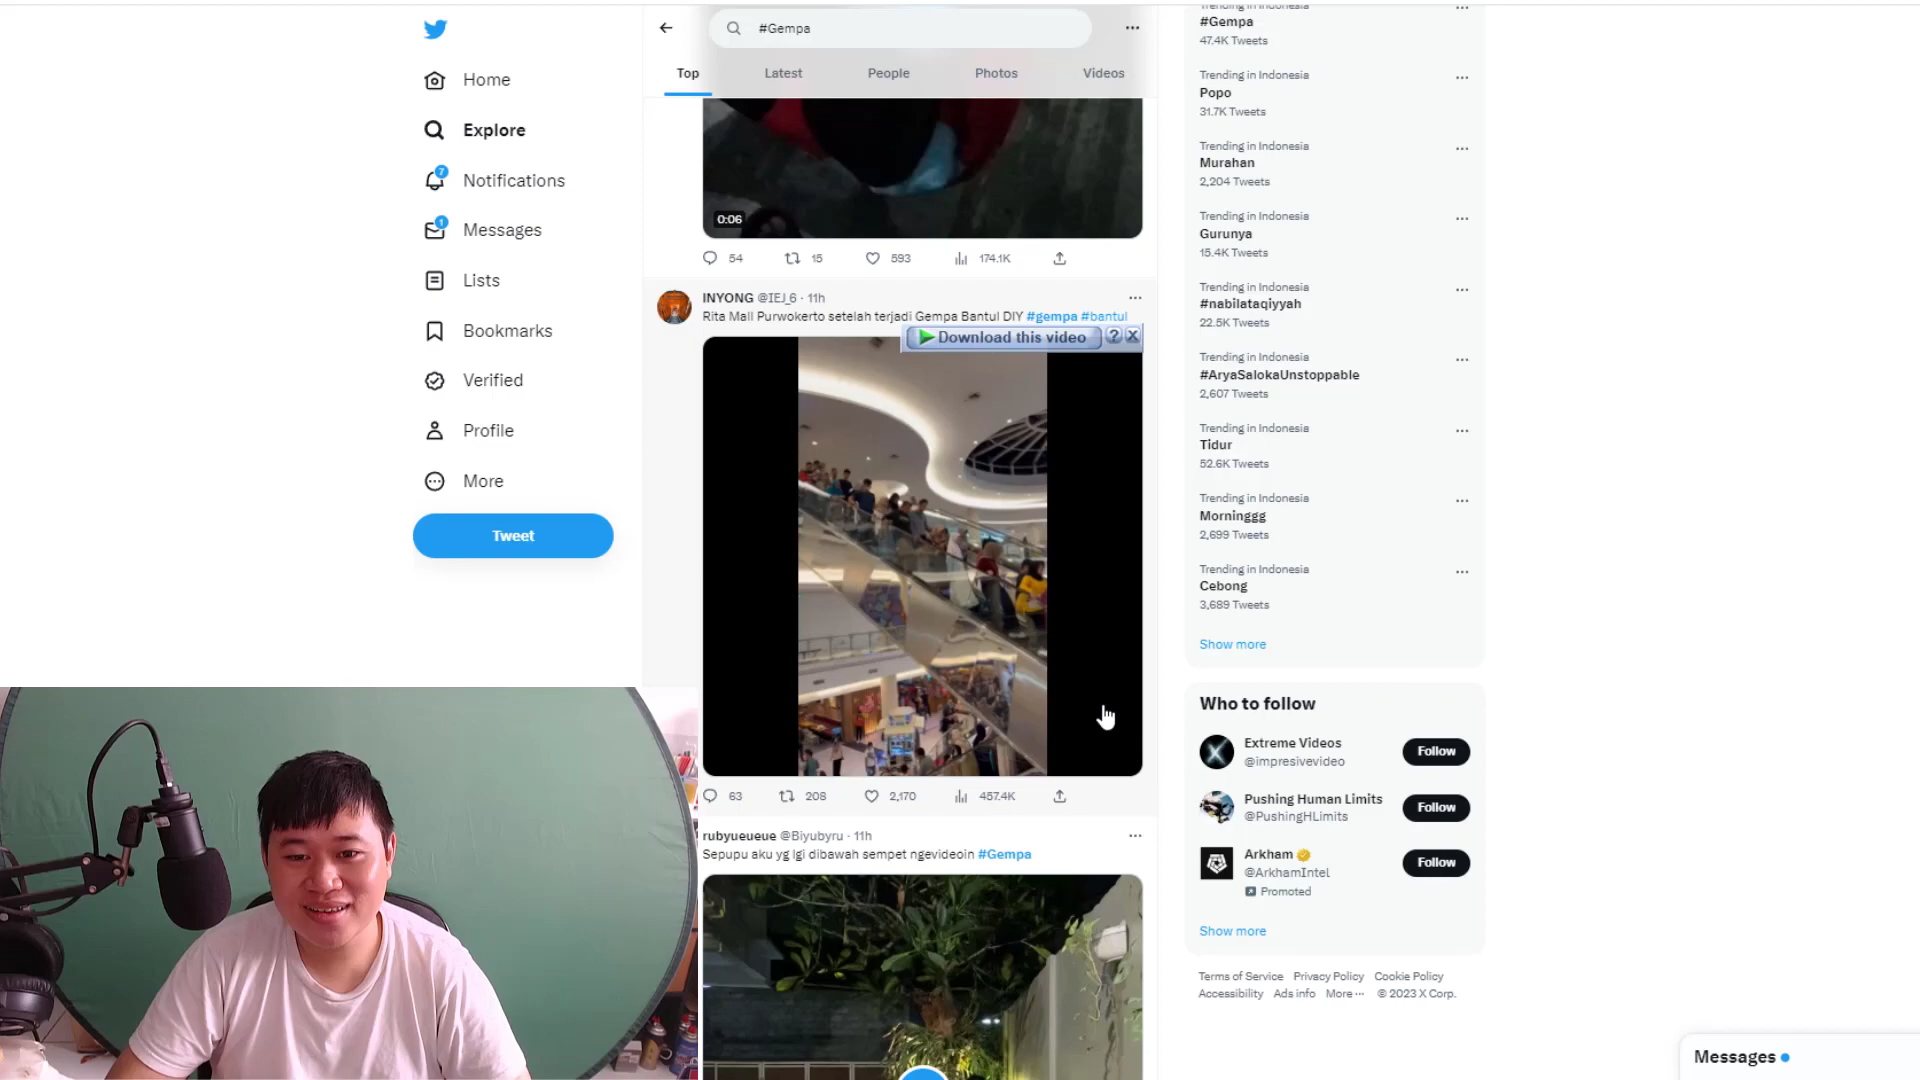 Home
Explore
7
Notifications
1
Messages
Lists
Bookmarks
Verified
Profile
More
Tweet
#Gempa
Top
Latest
People
Photos
Videos
0:06
54
15
593
174.1K
INYONG @IEJ_6 · 11h
Rita Mall Purwokerto setelah terjadi Gempa Bantul DIY #gempa #bantul
Download this video
?
X
63
208
2,170
457.4K
rubyueueue @Biyubyru · 11h
Sepupu aku yg lgi dibawah sempet ngevideoin #Gempa
Trending in Indonesia
#Gempa
47.4K Tweets
Trending in Indonesia
Popo
31.7K Tweets
Trending in Indonesia
Murahan
2,204 Tweets
Trending in Indonesia
Gurunya
15.4K Tweets
Trending in Indonesia
#nabilataqiyyah
22.5K Tweets
Trending in Indonesia
#AryaSalokaUnstoppable
2,607 Tweets
Trending in Indonesia
Tidur
52.6K Tweets
Trending in Indonesia
Morninggg
2,699 Tweets
Trending in Indonesia
Cebong
3,689 Tweets
Show more
Who to follow
Extreme Videos
@impresivevideo
Follow
Pushing Human Limits
@PushingHLimits
Follow
Arkham
@ArkhamIntel
Promoted
Follow
Show more
Terms of Service Privacy Policy Cookie Policy
Accessibility Ads info More ··· © 2023 X Corp.
Messages